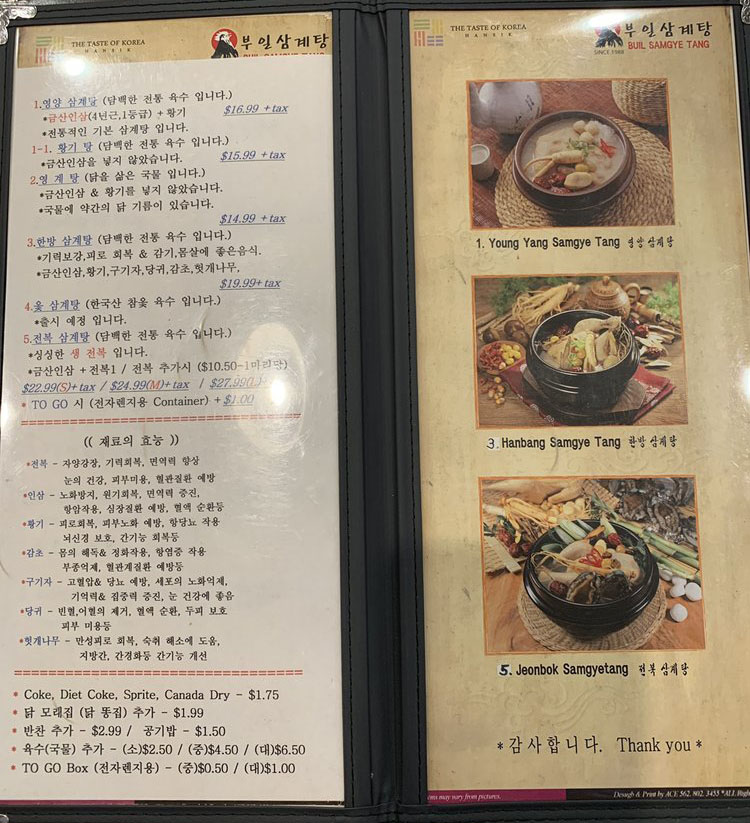 THE TASTE OF KOREA
HANSIK
부일삼계탕
BUIL SAMGYE TANG
1.영양 삼계탕 (담백한 전통 육수 입니다.)
*금산인삼(4년근,1등급) + 황기 $16.99 +tax
*전통적인 기본 삼계탕 입니다.
1-1. 황기 탕 (담백한 전통 육수 입니다.)
*금산인삼을 넣지 않았습니다. $15.99 +tax
2.영 계 탕 (닭을 삶은 국물 입니다.)
*금산인삼 & 황기를 넣지 않았습니다.
*국물에 약간의 닭 기름이 있습니다.
$14.99 +tax
3.한방 삼계탕 (담백한 전통 육수 입니다.)
*기력보강,피로 회복 & 감기,몸살에 좋은음식.
*금산인삼,황기,구기자,당귀,감초,헛개나무,
$19.99+tax
4.옻 삼계탕 (한국산 참옻 육수 입니다.)
*출시 예정 입니다.
5.전복 삼계탕 (담백한 전통 육수 입니다.)
*싱싱한 생 전복 입니다.
*금산인삼 +전복1 / 전복 추가시 ($10.50-1마리당)
$22.99(S)+tax / $24.99(M)+tax / $27.99(L)
* TO GO 시 (전자렌지용 Container) + $1.00
(( 재료의 효능 ))
*전복 - 자양강장, 기력회복, 면역력 향상
눈의 건강, 피부미용, 혈관질환 예방
*인삼 - 노화방지, 원기회복, 면역력 증진,
항암작용, 심장질환 예방, 혈액 순환등
*황기 - 피로회복, 피부노화 예방, 항당뇨 작용
뇌신경 보호, 간기능 회복등
*감초 - 몸의 해독& 정화작용, 항염증 작용
부종억제, 혈관계질환 예방등
*구기자 - 고혈압& 당뇨 예방, 세포의 노화억제,
기억력& 집중력 증진, 눈 건강에 좋음
*당귀 - 빈혈,어혈의 제거, 혈액 순환, 두피 보호
피부 미용등
*헛개나무 - 만성피로 회복, 숙취 해소에 도움,
지방간, 간경화등 간기능 개선
* Coke, Diet Coke, Sprite, Canada Dry - $1.75
* 닭 모래집 (닭 똥집) 추가 - $1.99
* 반찬 추가 - $2.99 / 공기밥 - $1.50
* 육수(국물) 추가 - (소)$2.50 / (중)$4.50 / (대)$6.50
* TO GO Box (전자렌지용) - (중)$0.50 / (대)$1.00
THE TASTE OF KOREA
HANSIK
부일삼계탕
SINCE 1988
BUIL SAMGYE TANG
1. Young Yang Samgye Tang 영양 삼계탕
3. Hanbang Samgye Tang 한방 삼계탕
5. Jeonbok Samgyetang 전복 삼계탕
*감사합니다. Thank you*
ems may vary from pictures.
Desugh & Print by ACE 562. 802. 3455 *ALL Righ